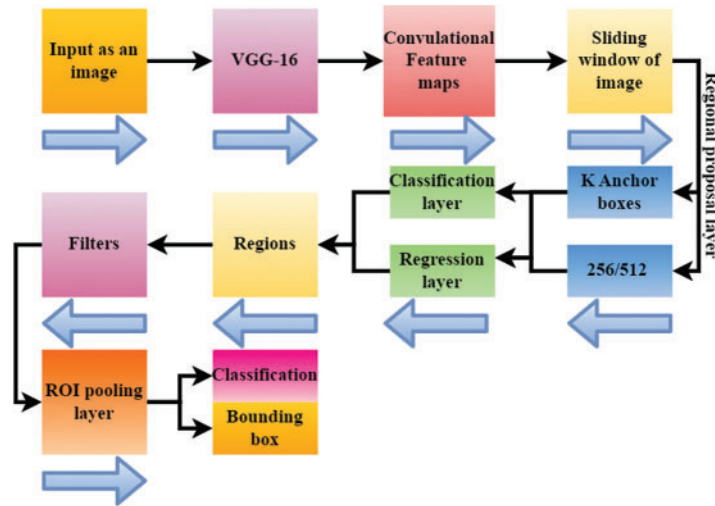 Input as an
image
VGG-16
Convulational
Feature
maps
Sliding
window of
image
Regional proposal layer
K Anchor
boxes
256/512
Classification
layer
Regression
layer
Regions
Filters
ROI pooling
layer
Classification
Bounding
box